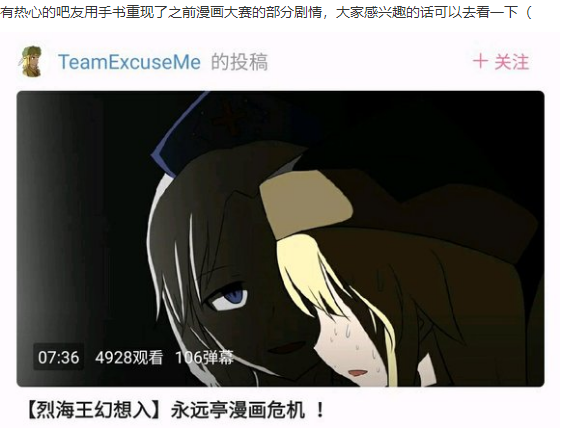 有热心的吧友用手书重现了之前漫画大赛的部分剧情，大家感兴趣的话可以去看一下（
TeamExcuseMe 的投稿 + 关注
07:36 4928观看 106弹幕
【烈海王幻想入】永远亭漫画危机 ！